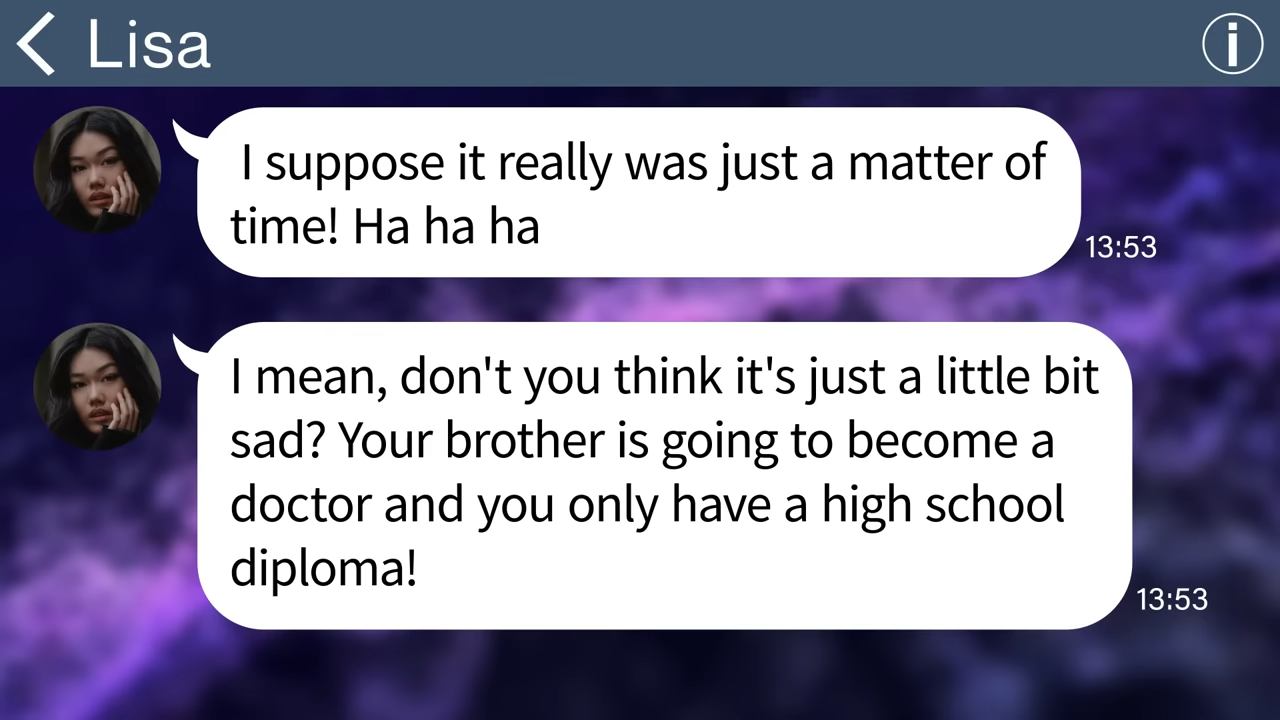 Lisa
I suppose it really was just a matter of
time! Ha ha ha
13:53
I mean, don't you think it's just a little bit
sad? Your brother is going to become a
doctor and you only have a high school
diploma!
13:53